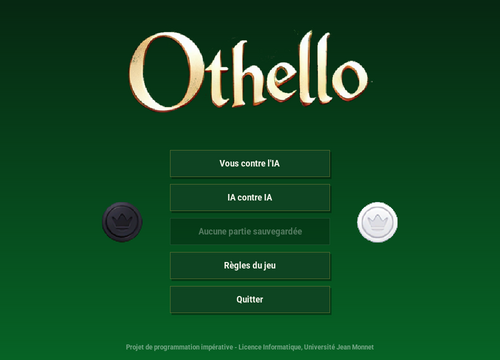 Othello
Vous contre l'IA
IA contre IA
Aucune partie sauvegardée
Règles du jeu
Quitter
Projet de programmation impérative - Licence Informatique, Université Jean Monnet